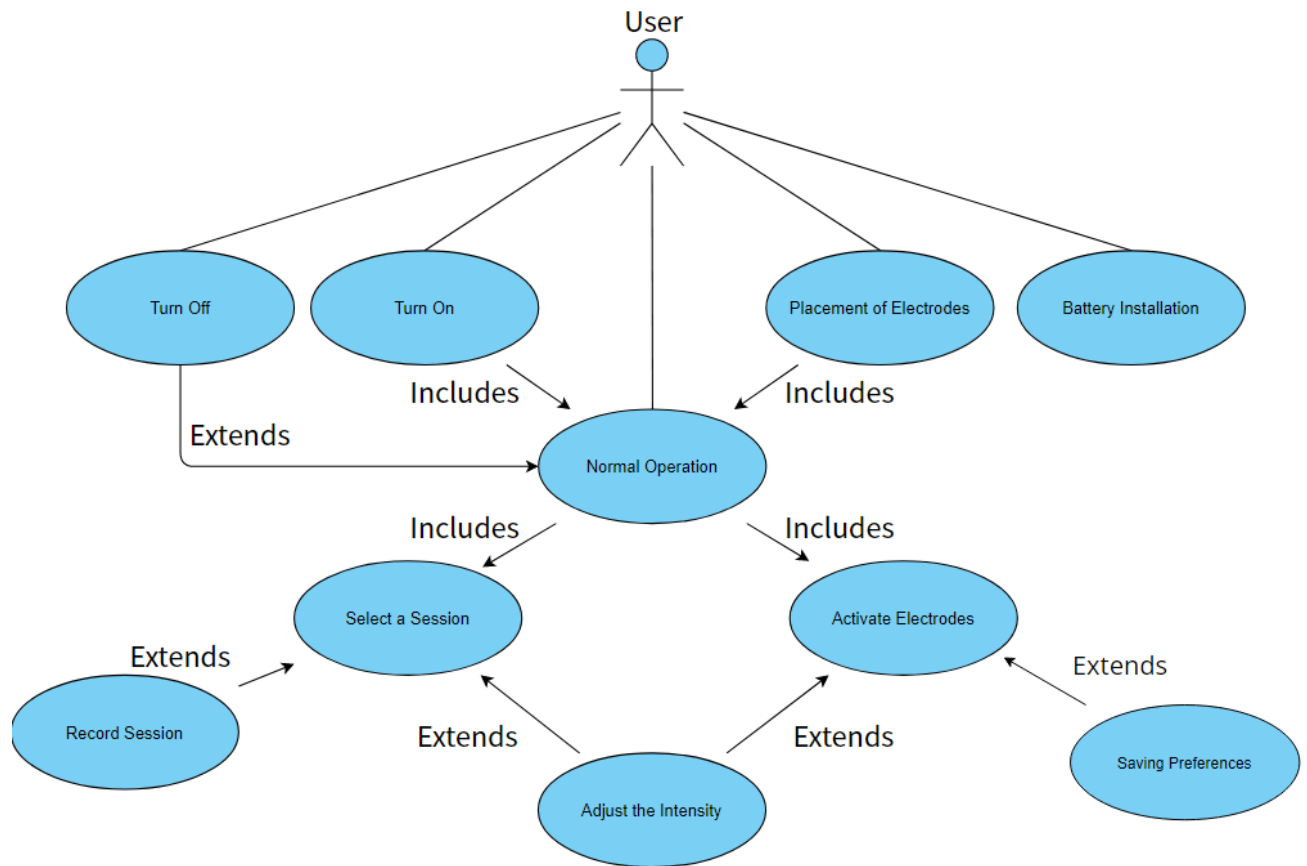 User
Turn Off
Turn On
Placement of Electrodes
Battery Installation
Includes
Includes
Extends
Normal Operation
Includes
Includes
Select a Session
Activate Electrodes
Extends
Extends
Record Session
Extends
Extends
Saving Preferences
Adjust the Intensity